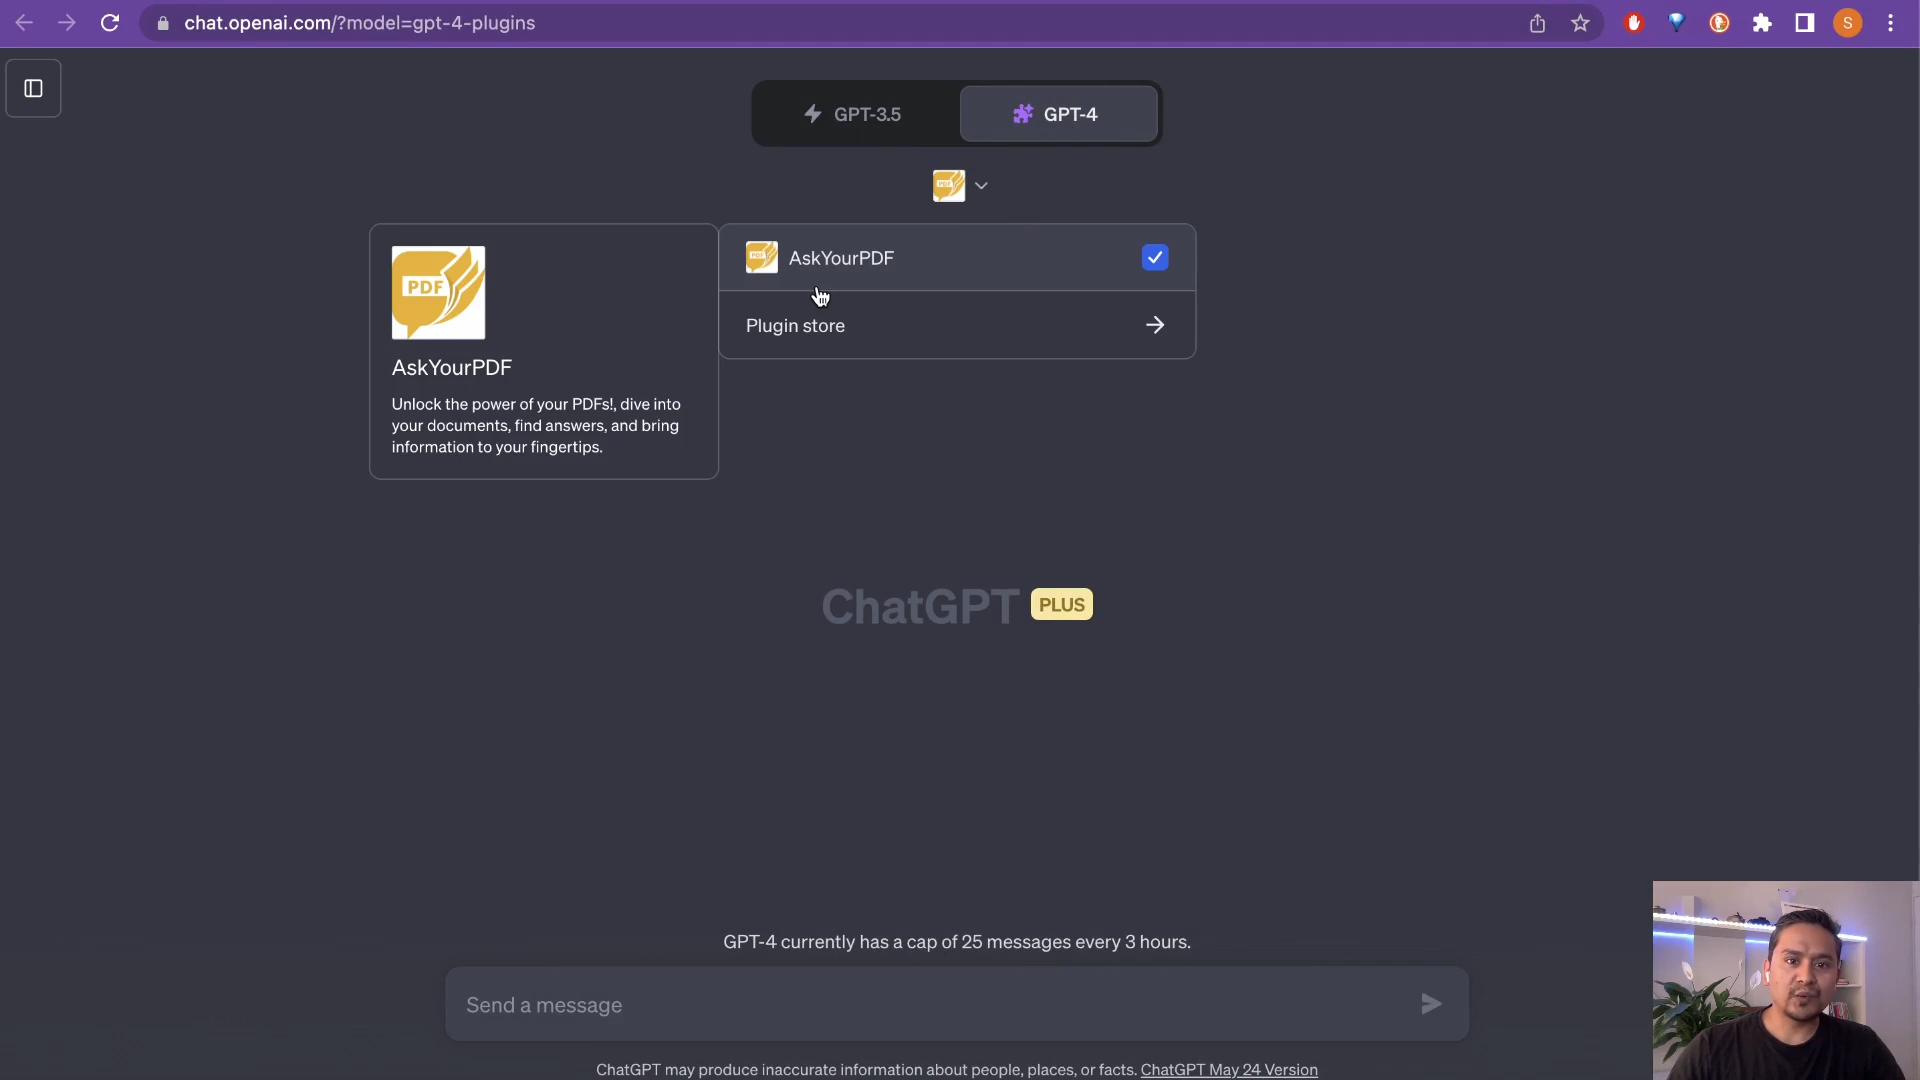 chat.openai.com/?model=gpt-4-plugins
S
GPT-3.5
GPT-4
PDF
PDF
AskYourPDF
PDF
AskYourPDF
Unlock the power of your PDFs!, dive into
your documents, find answers, and bring
information to your fingertips.
Plugin store
ChatGPT PLUS
GPT-4 currently has a cap of 25 messages every 3 hours.
Send a message
ChatGPT may produce inaccurate information about people, places, or facts. ChatGPT May 24 Version